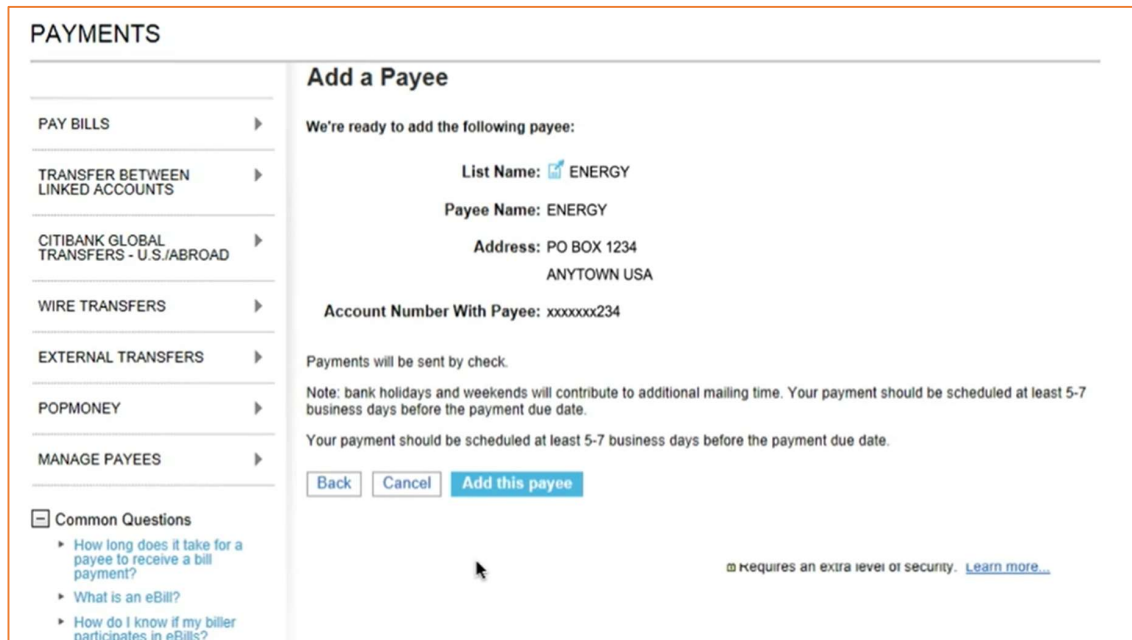 PAYMENTS
Add a Payee
PAY BILLS
TRANSFER BETWEEN
LINKED ACCOUNTS
CITIBANK GLOBAL
TRANSFERS - U.S./ABROAD
WIRE TRANSFERS
EXTERNAL TRANSFERS
POPMONEY
MANAGE PAYEES
Common Questions
How long does it take for a
payee to receive a bill
payment?
What is an eBill?
How do I know if my biller
participates in eBills?
We're ready to add the following payee:
List Name: ENERGY
Payee Name: ENERGY
Address: PO BOX 1234
ANYTOWN USA
Account Number With Payee: xxxxxxx234
Payments will be sent by check.
Note: bank holidays and weekends will contribute to additional mailing time. Your payment should be scheduled at least 5-7
business days before the payment due date.
Your payment should be scheduled at least 5-7 business days before the payment due date.
Back Cancel Add this payee
Requires an extra level of security. Learn more...